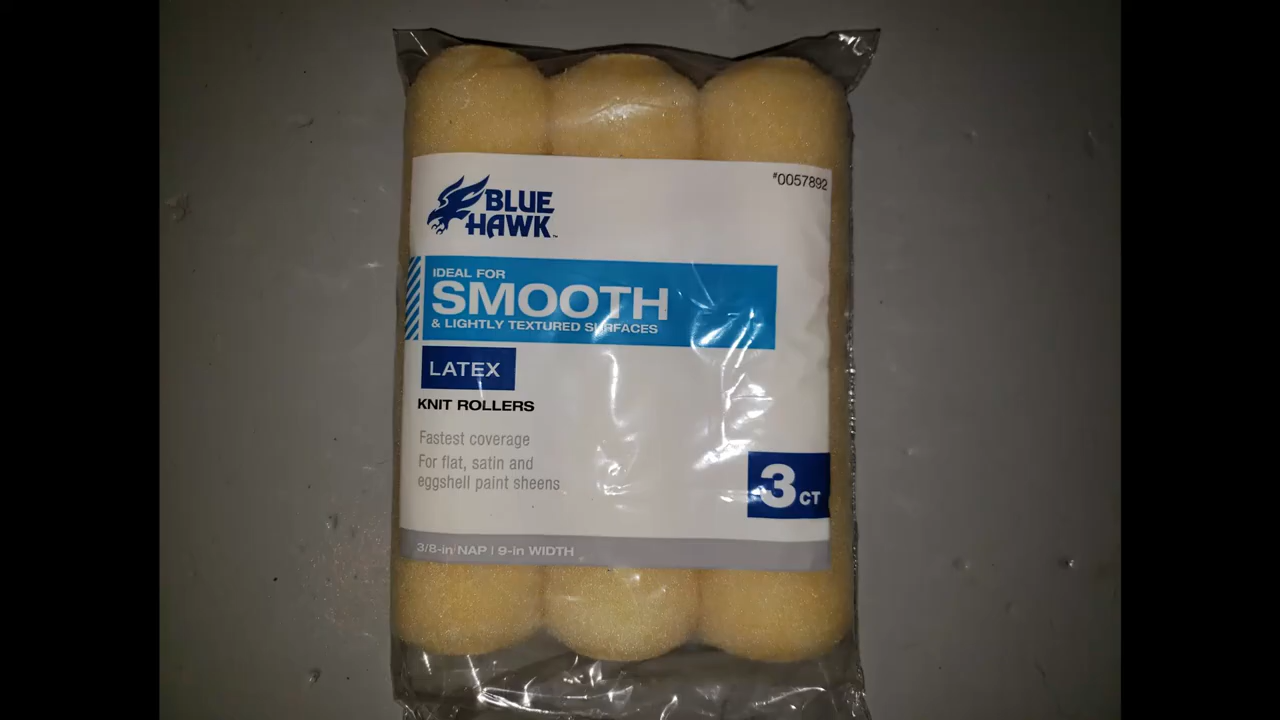 #0057892
BLUE
HAWK™
IDEAL FOR
SMOOTH
& LIGHTLY TEXTURED SURFACES
LATEX
KNIT ROLLERS
Fastest coverage
For flat, satin and
eggshell paint sheens
3 CT
3/8-in NAP | 9-in WIDTH